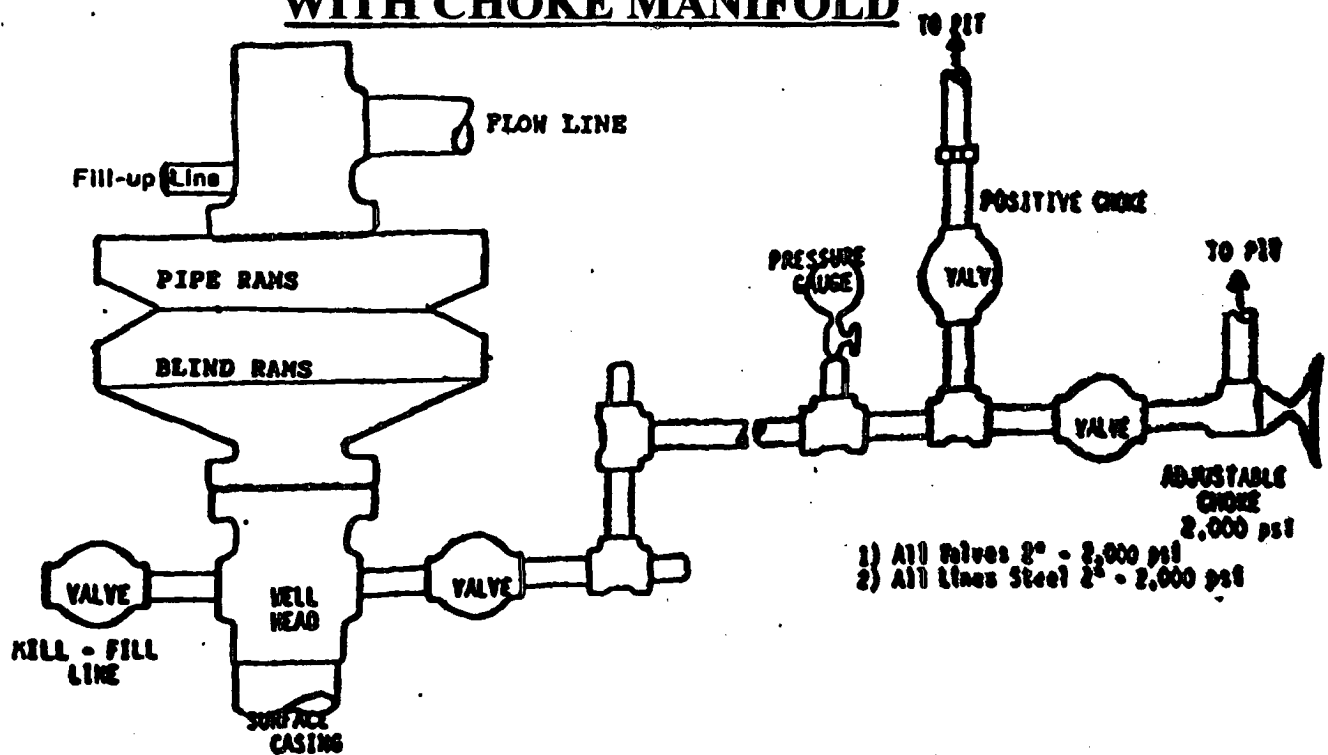 WITH CHOKE MANIFOLD
TO PIT
FLOW LINE
Fill-up Line
POSITIVE CHOKE
PIPE RAMS
PRESSURE
GAUGE
VALV
TO PIT
BLIND RAMS
VALVE
ADJUSTABLE
CHOKE
2,000 psi
1) All Valves 2" - 2,000 psi
2) All Lines Steel 2" - 2,000 psi
VALVE
WELL
HEAD
VALVE
KILL - FILL
LINE
SURFACE
CASING